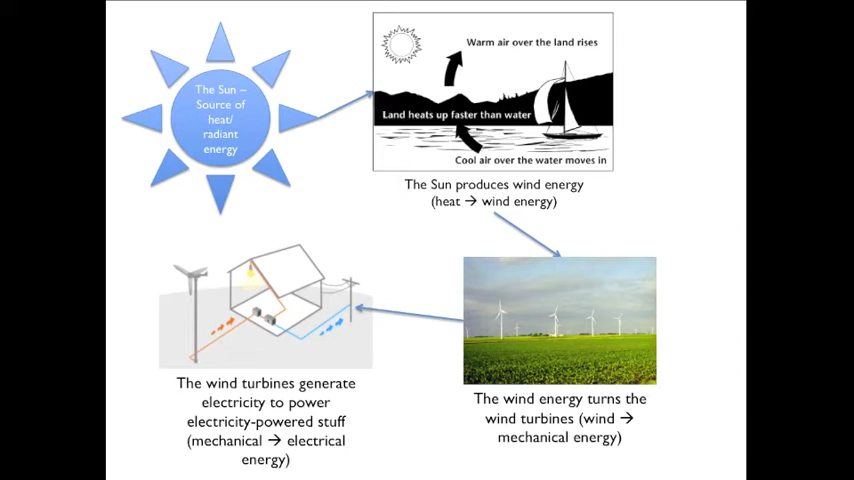 The Sun –
Source of
heat/
radiant
energy
Warm air over the land rises
Land heats up faster than water
Cool air over the water moves in
The Sun produces wind energy
(heat → wind energy)
The wind energy turns the
wind turbines (wind →
mechanical energy)
The wind turbines generate
electricity to power
electricity-powered stuff
(mechanical → electrical
energy)